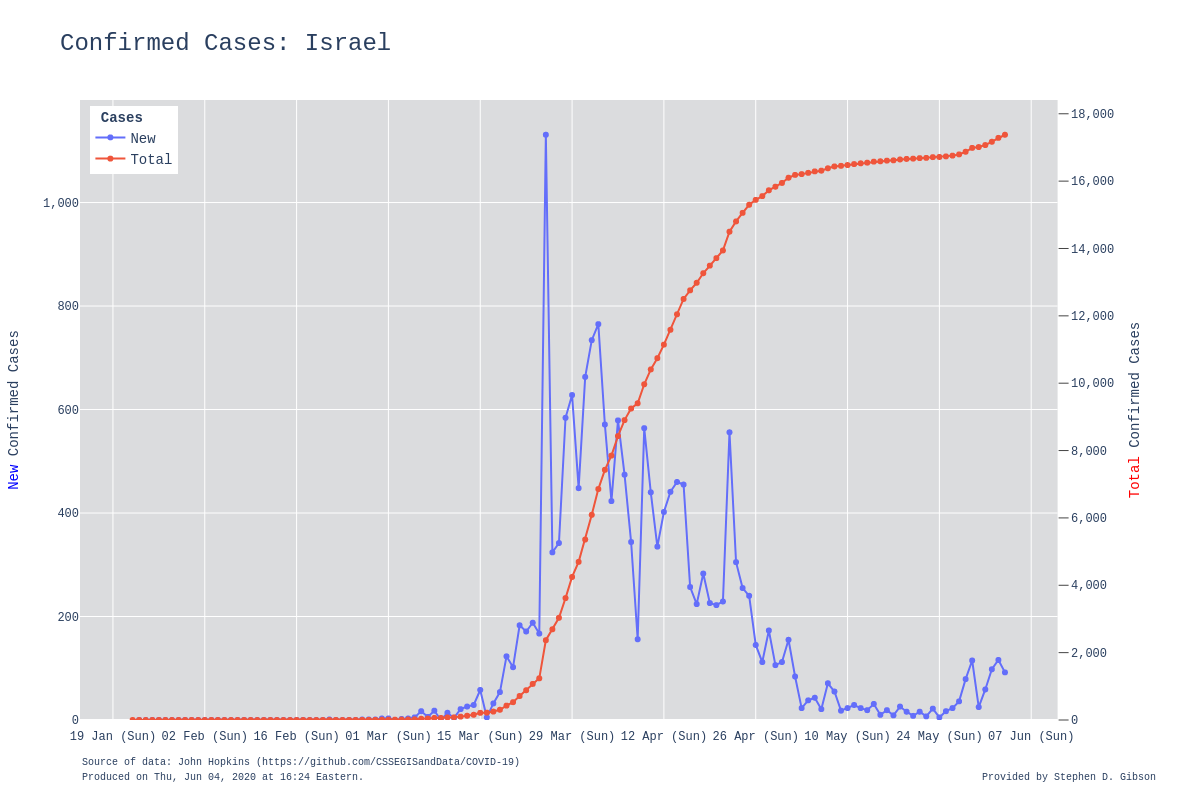 Confirmed Cases: Israel
Cases
New
Total
1,000
800
600
400
200
0
New Confirmed Cases
18,000
16,000
14,000
12,000
10,000
8,000
6,000
4,000
2,000
0
Total Confirmed Cases
19 Jan (Sun) 02 Feb (Sun) 16 Feb (Sun) 01 Mar (Sun) 15 Mar (Sun) 29 Mar (Sun) 12 Apr (Sun) 26 Apr (Sun) 10 May (Sun) 24 May (Sun) 07 Jun (Sun)
Source of data: John Hopkins (https://github.com/CSSEGISandData/COVID-19)
Produced on Thu, Jun 04, 2020 at 16:24 Eastern.
Provided by Stephen D. Gibson